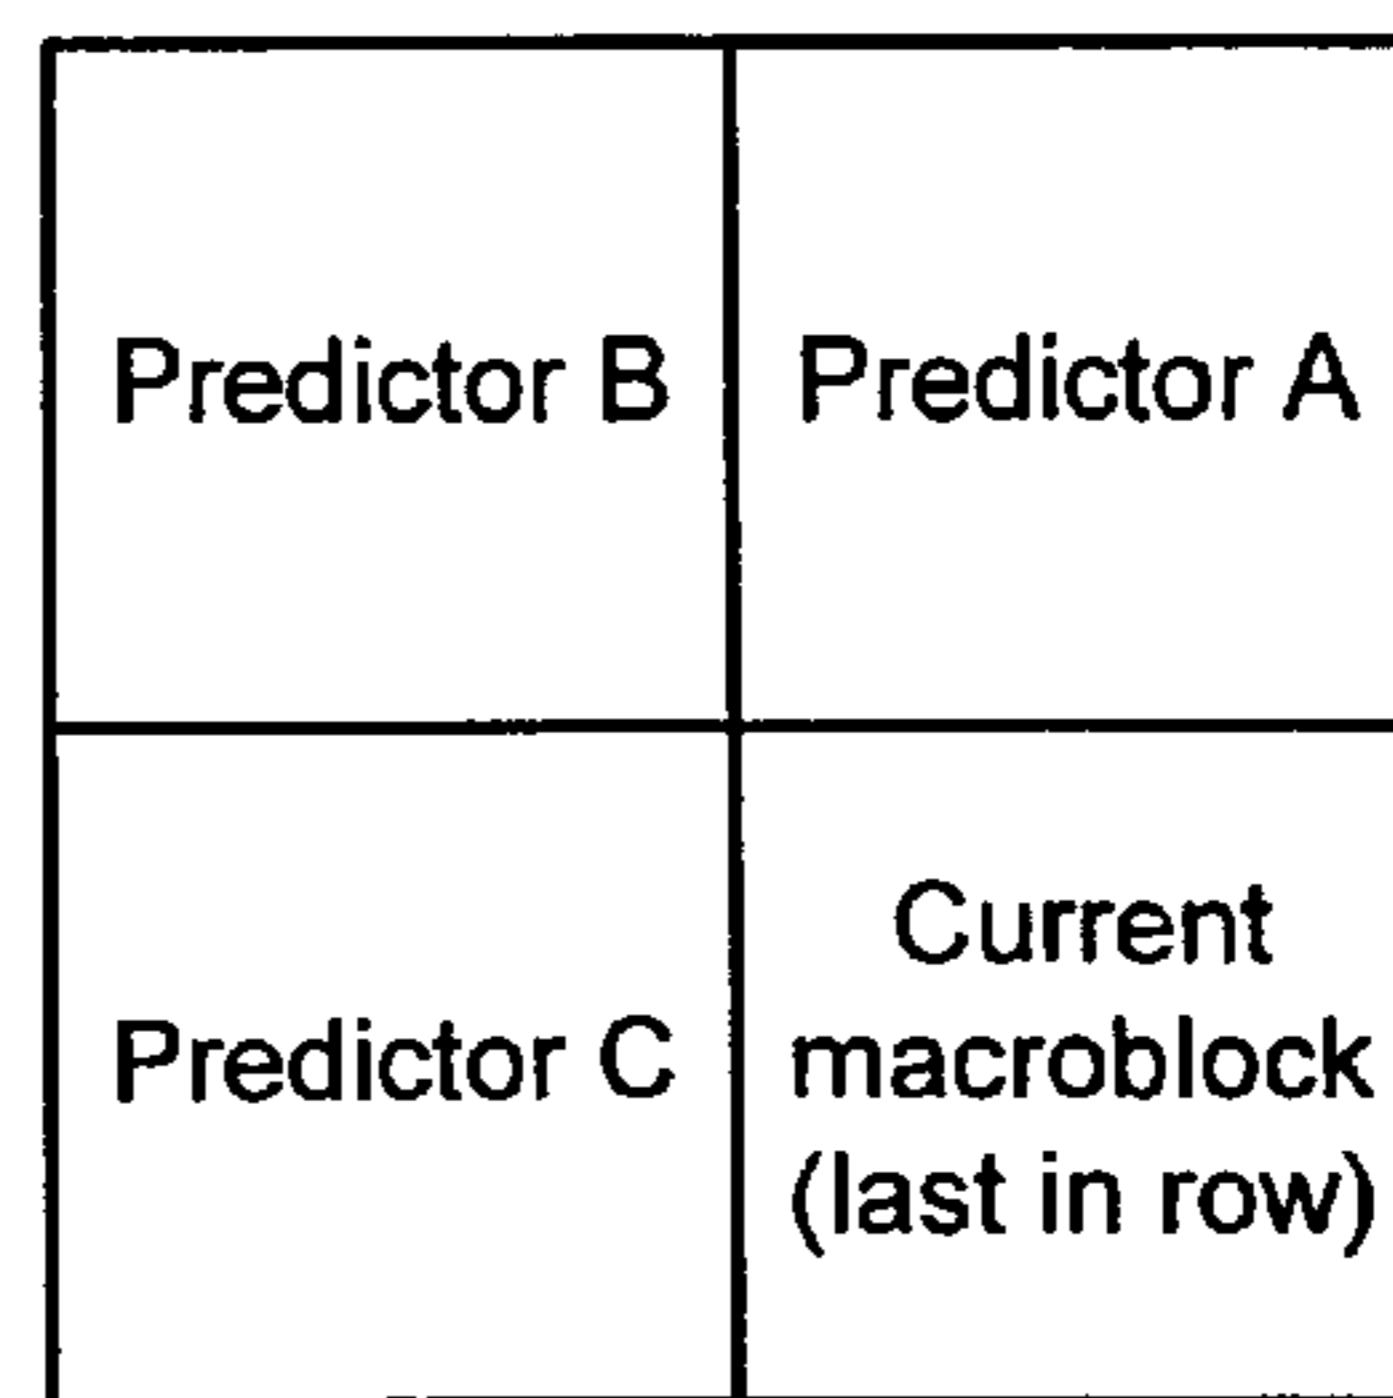 Predictor B
Predictor A
Predictor C
Current
macroblock
(last in row)